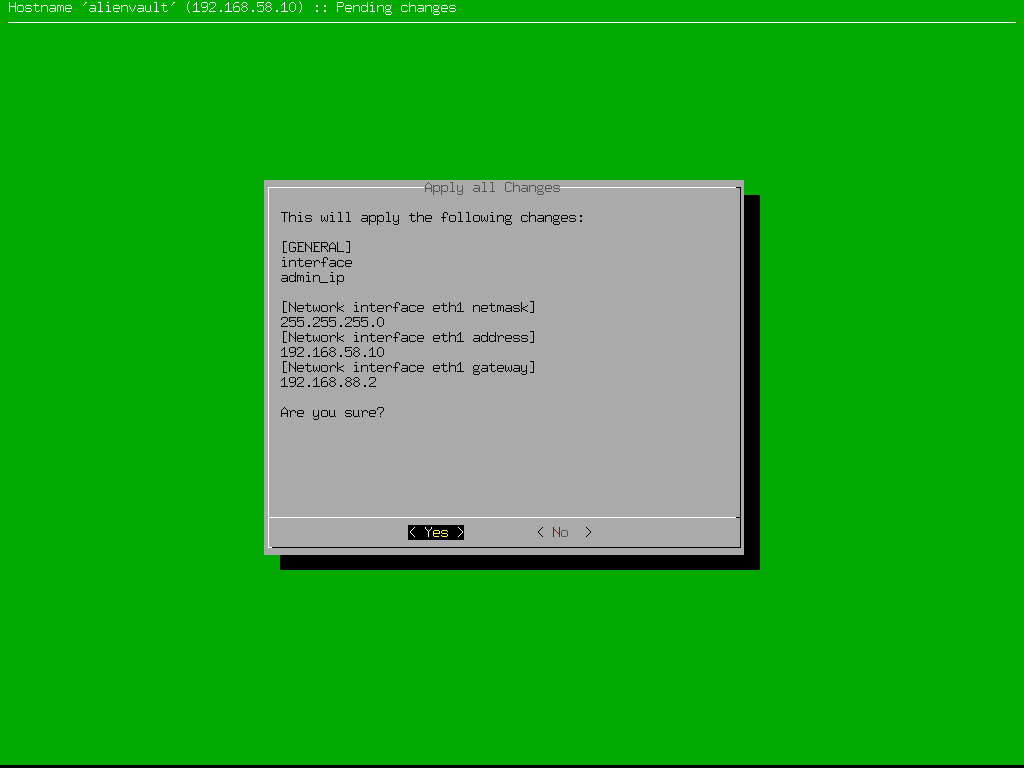 Hostname 'alienvault' (192.168.58.10) :: Pending changes
Apply all Changes
This will apply the following changes:
[GENERAL]
interface
admin_ip
[Network interface eth1 netmask]
255.255.255.0
[Network interface eth1 address]
192.168.58.10
[Network interface eth1 gateway]
192.168.88.2
Are you sure?
< Yes > < No >